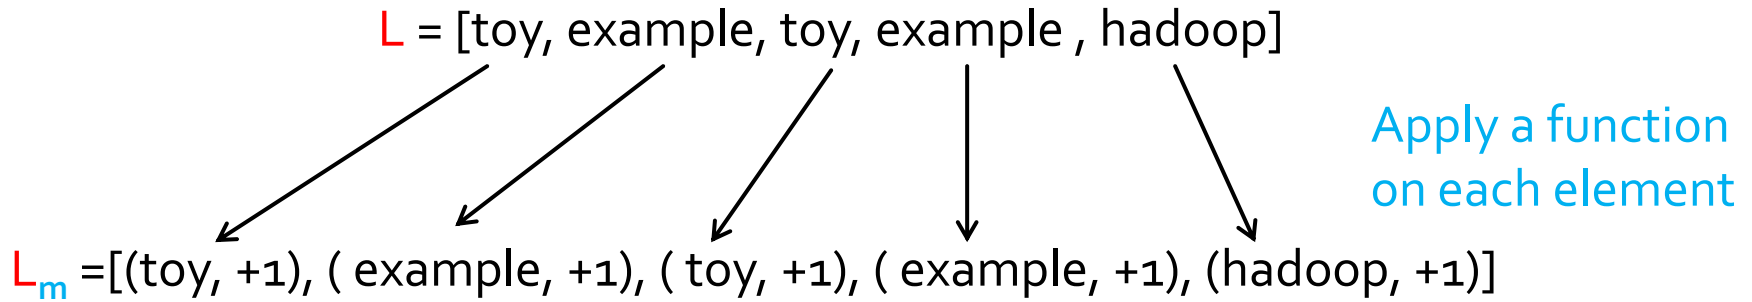 L = [toy, example, toy, example , hadoop]
Apply a function
on each element
Lm =[(toy, +1), ( example, +1), ( toy, +1), ( example, +1), (hadoop, +1)]